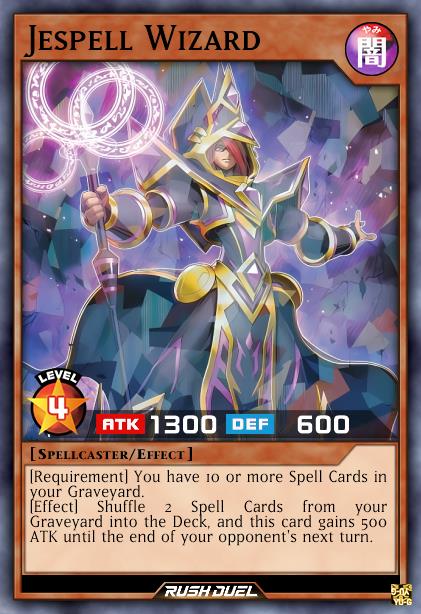 Jespell Wizard
やみ
闇
LEVEL
4
ATK 1300 DEF 600
[Spellcaster/Effect]
[Requirement] You have 10 or more Spell Cards in
your Graveyard.
[Effect] Shuffle 2 Spell Cards from your
Graveyard into the Deck, and this card gains 500
ATK until the end of your opponent's next turn.
RUSH DUEL